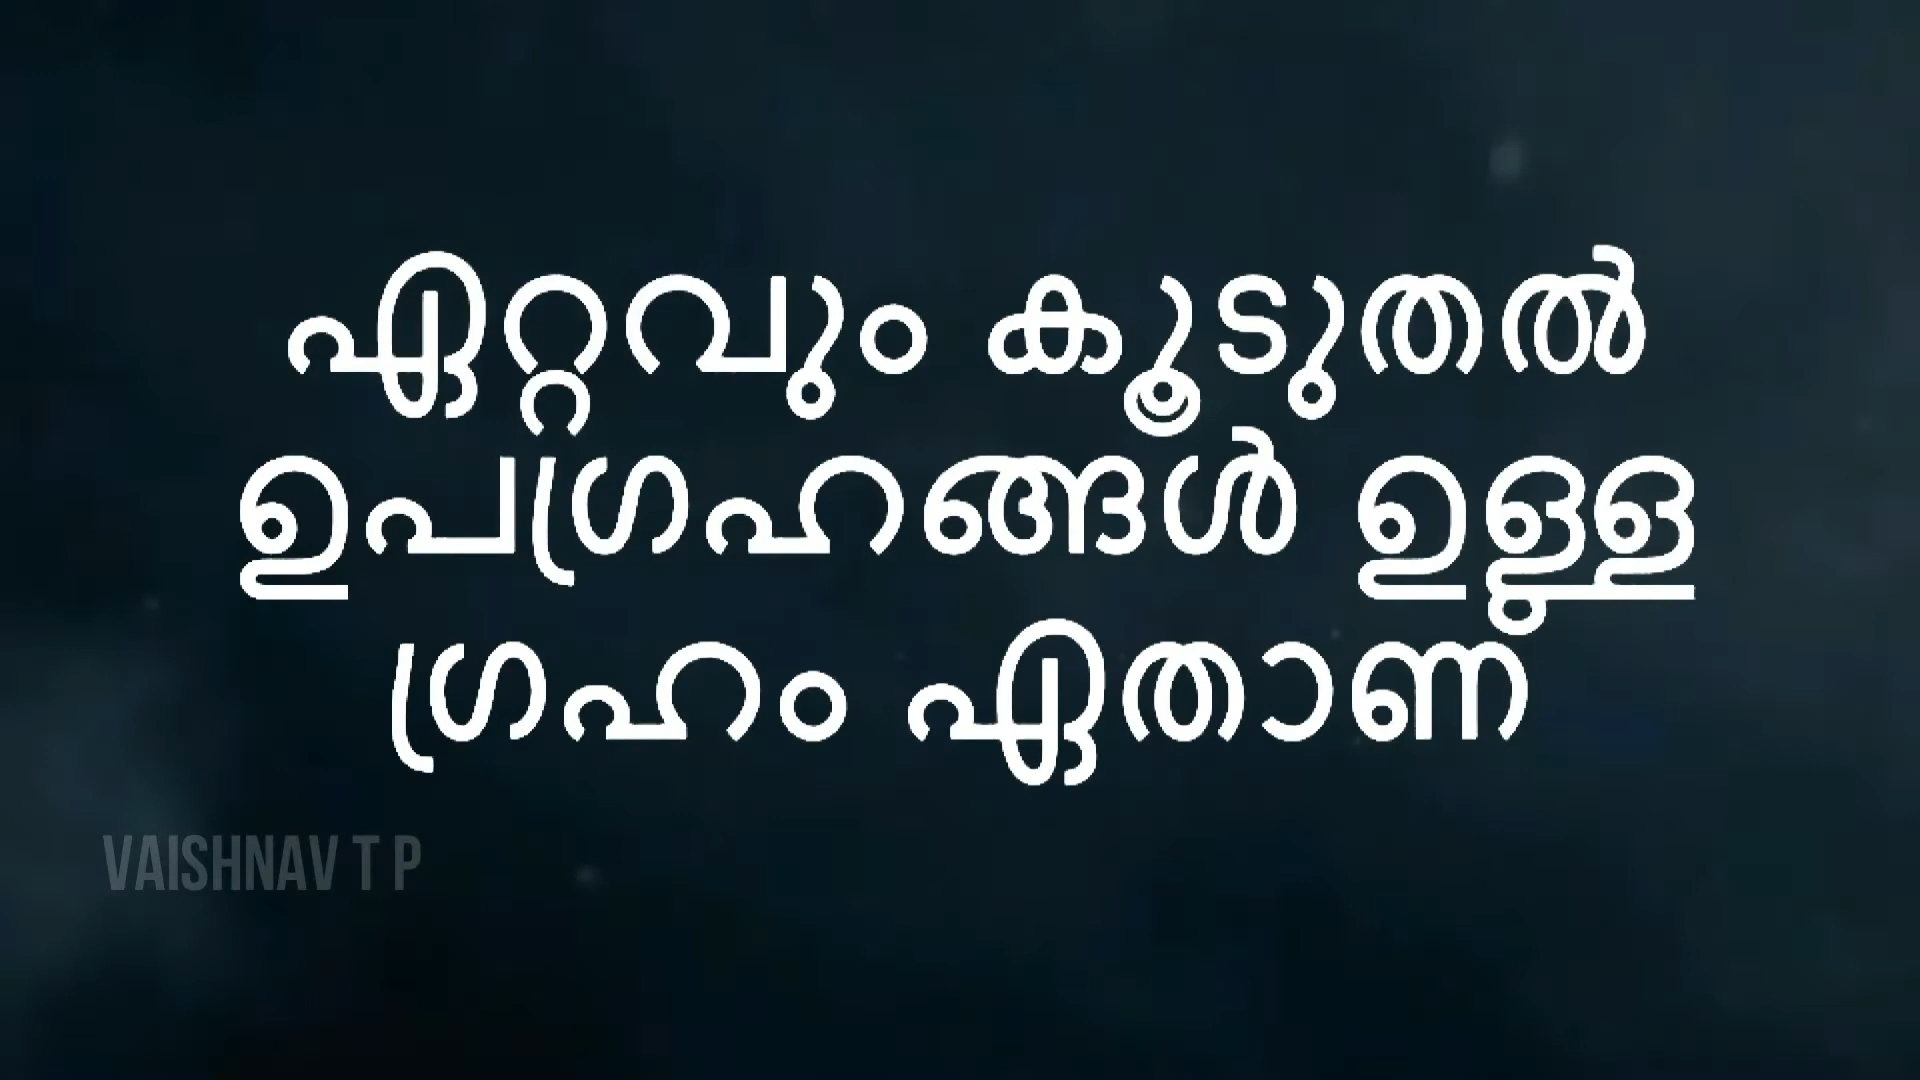 ഏറ്റവും കൂടുതൽ
ഉപഗ്രഹങ്ങൾ ഉള്ള
ഗ്രഹം ഏതാണ
VAISHNAV T P